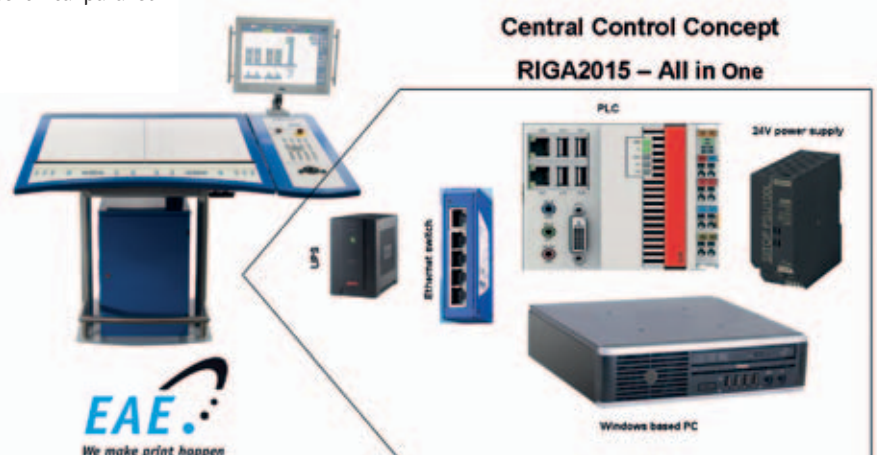 Central Control Concept
RIGA2015 – All in One
PLC
24V power supply
UPS
Ethernet switch
Windows based PC
EAE
We make print happen